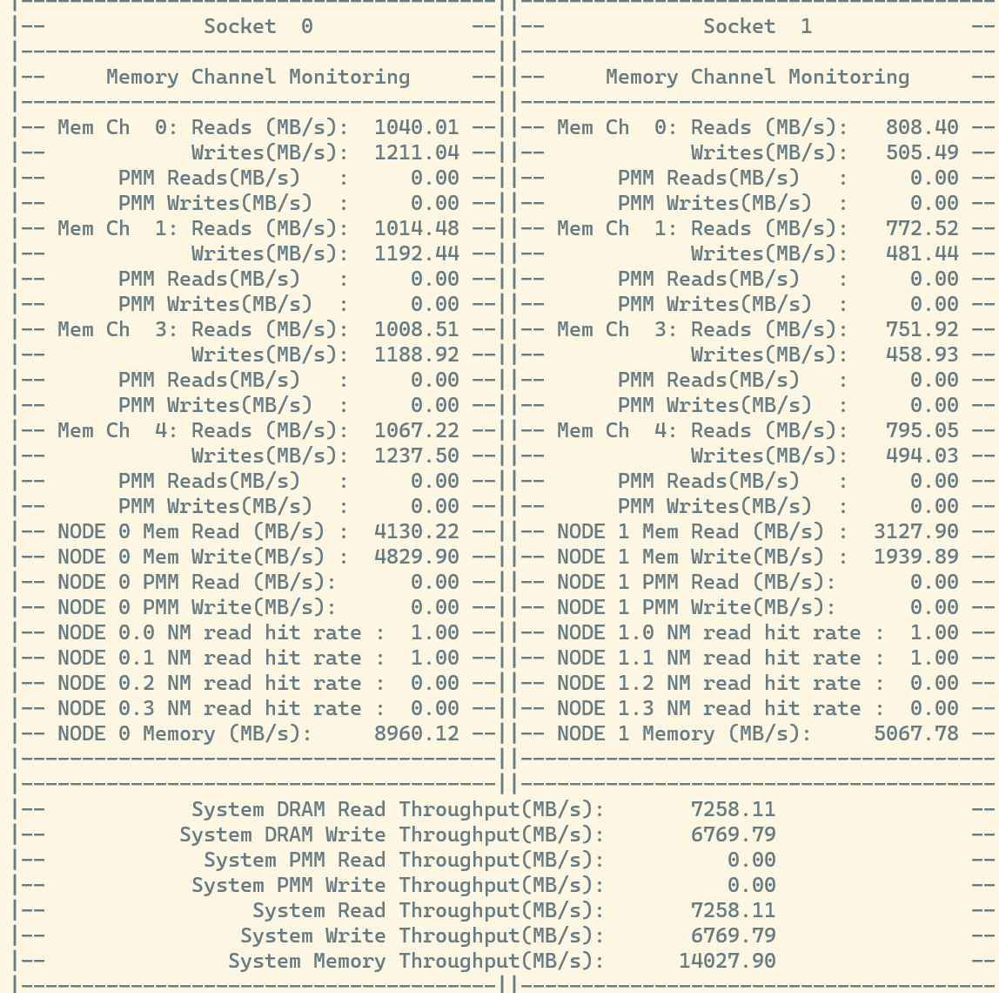 |---------------------------------------||---------------------------------------
|--             Socket  0             --||--             Socket  1             --
|---------------------------------------||---------------------------------------
|--     Memory Channel Monitoring     --||--     Memory Channel Monitoring     --
|---------------------------------------||---------------------------------------
|-- Mem Ch  0: Reads (MB/s):  1040.01 --||-- Mem Ch  0: Reads (MB/s):   808.40 --
|--            Writes(MB/s):  1211.04 --||--            Writes(MB/s):   505.49 --
|--      PMM Reads(MB/s)   :     0.00 --||--      PMM Reads(MB/s)   :     0.00 --
|--      PMM Writes(MB/s)  :     0.00 --||--      PMM Writes(MB/s)  :     0.00 --
|-- Mem Ch  1: Reads (MB/s):  1014.48 --||-- Mem Ch  1: Reads (MB/s):   772.52 --
|--            Writes(MB/s):  1192.44 --||--            Writes(MB/s):   481.44 --
|--      PMM Reads(MB/s)   :     0.00 --||--      PMM Reads(MB/s)   :     0.00 --
|--      PMM Writes(MB/s)  :     0.00 --||--      PMM Writes(MB/s)  :     0.00 --
|-- Mem Ch  3: Reads (MB/s):  1008.51 --||-- Mem Ch  3: Reads (MB/s):   751.92 --
|--            Writes(MB/s):  1188.92 --||--            Writes(MB/s):   458.93 --
|--      PMM Reads(MB/s)   :     0.00 --||--      PMM Reads(MB/s)   :     0.00 --
|--      PMM Writes(MB/s)  :     0.00 --||--      PMM Writes(MB/s)  :     0.00 --
|-- Mem Ch  4: Reads (MB/s):  1067.22 --||-- Mem Ch  4: Reads (MB/s):   795.05 --
|--            Writes(MB/s):  1237.50 --||--            Writes(MB/s):   494.03 --
|--      PMM Reads(MB/s)   :     0.00 --||--      PMM Reads(MB/s)   :     0.00 --
|--      PMM Writes(MB/s)  :     0.00 --||--      PMM Writes(MB/s)  :     0.00 --
|-- NODE 0 Mem Read (MB/s) :  4130.22 --||-- NODE 1 Mem Read (MB/s) :  3127.90 --
|-- NODE 0 Mem Write(MB/s) :  4829.90 --||-- NODE 1 Mem Write(MB/s) :  1939.89 --
|-- NODE 0 PMM Read (MB/s):      0.00 --||-- NODE 1 PMM Read (MB/s):      0.00 --
|-- NODE 0 PMM Write(MB/s):      0.00 --||-- NODE 1 PMM Write(MB/s):      0.00 --
|-- NODE 0.0 NM read hit rate :  1.00 --||-- NODE 1.0 NM read hit rate :  1.00 --
|-- NODE 0.1 NM read hit rate :  1.00 --||-- NODE 1.1 NM read hit rate :  1.00 --
|-- NODE 0.2 NM read hit rate :  0.00 --||-- NODE 1.2 NM read hit rate :  0.00 --
|-- NODE 0.3 NM read hit rate :  0.00 --||-- NODE 1.3 NM read hit rate :  0.00 --
|-- NODE 0 Memory (MB/s):     8960.12 --||-- NODE 1 Memory (MB/s):     5067.78 --
|---------------------------------------||---------------------------------------
|---------------------------------------||---------------------------------------
|--            System DRAM Read Throughput(MB/s):       7258.11                --
|--           System DRAM Write Throughput(MB/s):       6769.79                --
|--             System PMM Read Throughput(MB/s):          0.00                --
|--            System PMM Write Throughput(MB/s):          0.00                --
|--                 System Read Throughput(MB/s):       7258.11                --
|--                System Write Throughput(MB/s):       6769.79                --
|--               System Memory Throughput(MB/s):      14027.90                --
|---------------------------------------||---------------------------------------